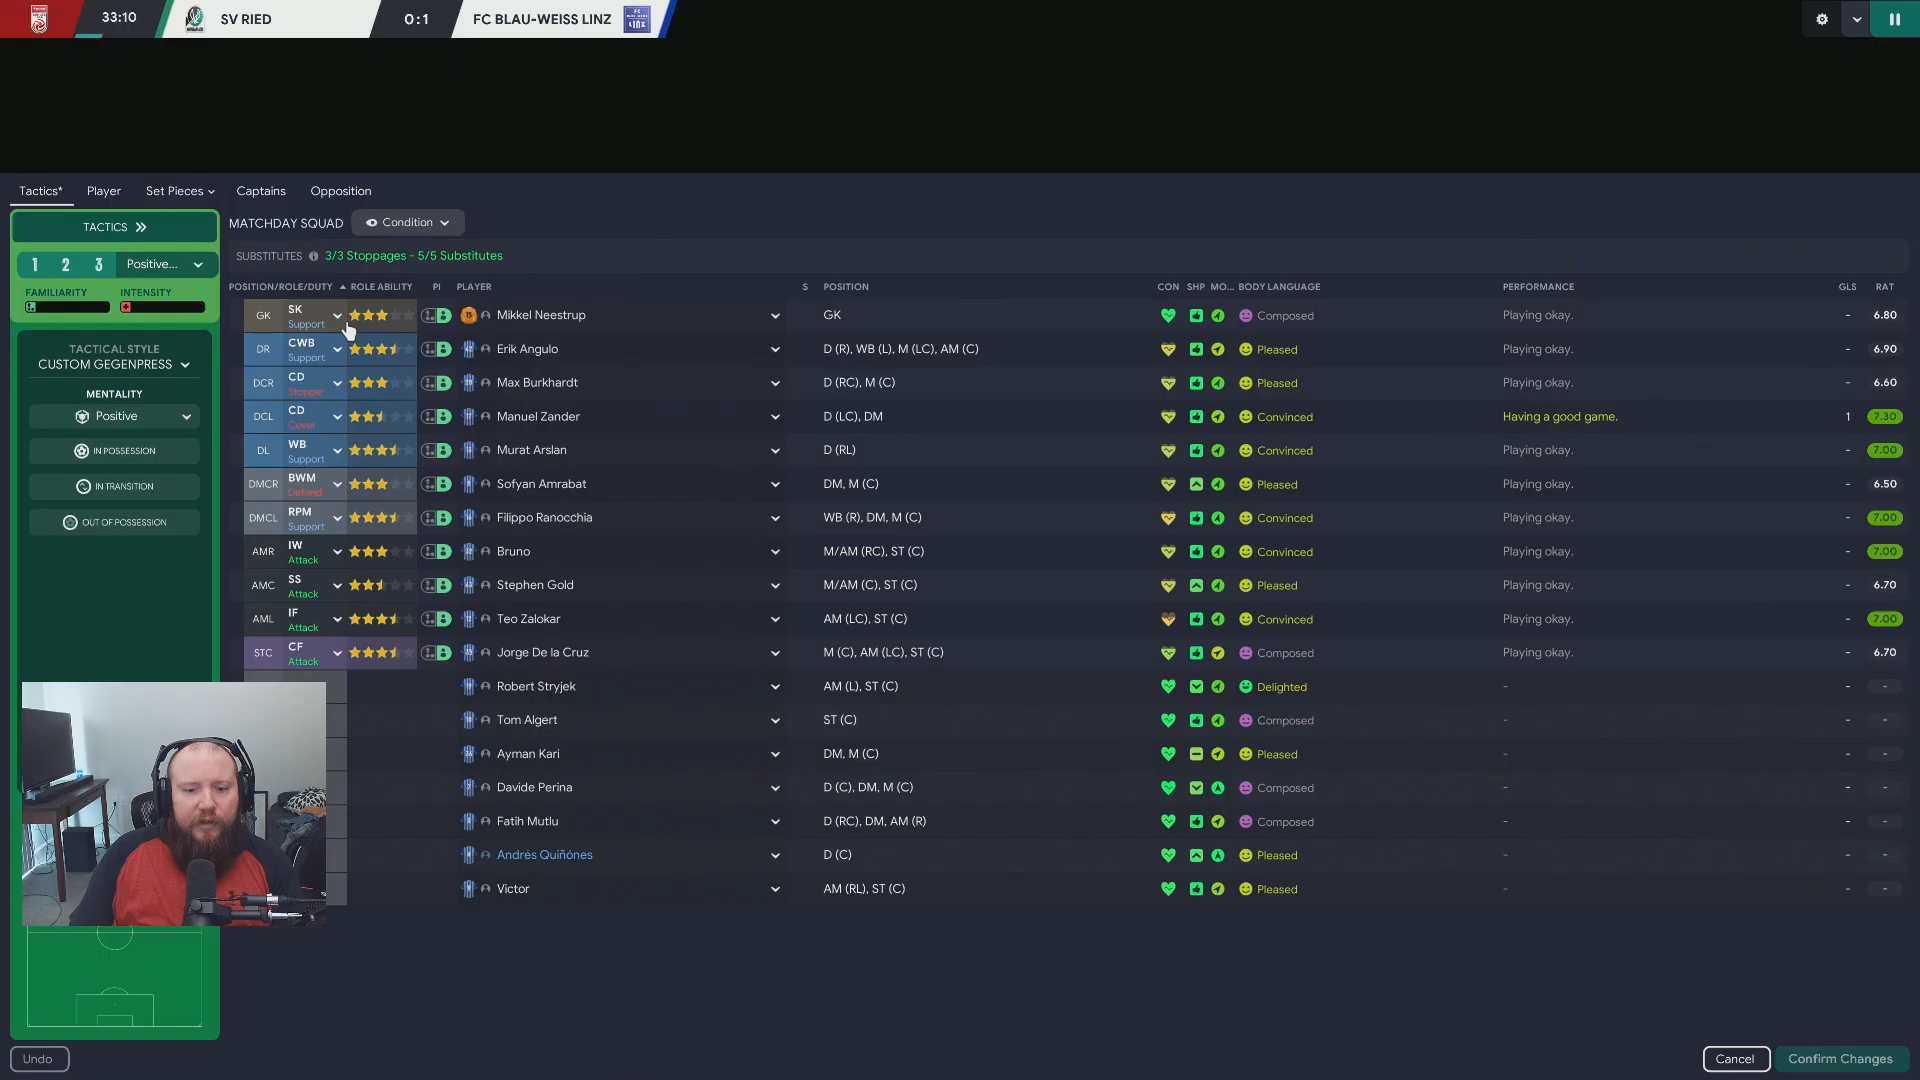 33:10 SV RIED 0:1 FC BLAU-WEISS LINZ
Tactics* Player Set Pieces Captains Opposition
TACTICS
MATCHDAY SQUAD Condition
1 2 3 Positive...
SUBSTITUTES 3/3 Stoppages - 5/5 Substitutes
FAMILIARITY INTENSITY
POSITION/ROLE/DUTY ROLE ABILITY PI PLAYER S POSITION CON SHP MO... BODY LANGUAGE PERFORMANCE GLS RAT
GK SK Support Mikkel Neestrup GK Composed Playing okay. - 6.80
DR CWB Support Erik Angulo D (R), WB (L), M (LC), AM (C) Pleased Playing okay. - 6.90
DCR CD Stopper Max Burkhardt D (RC), M (C) Pleased Playing okay. - 6.60
DCL CD Cover Manuel Zander D (LC), DM Convinced Having a good game. 1 7.30
DL WB Support Murat Arslan D (RL) Convinced Playing okay. - 7.00
DMCR BWM Defend Sofyan Amrabat DM, M (C) Pleased Playing okay. - 6.50
DMCL RPM Support Filippo Ranocchia WB (R), DM, M (C) Convinced Playing okay. - 7.00
AMR IW Attack Bruno M/AM (RC), ST (C) Convinced Playing okay. - 7.00
AMC SS Attack Stephen Gold M/AM (C), ST (C) Pleased Playing okay. - 6.70
AML IF Attack Teo Zalokar AM (LC), ST (C) Convinced Playing okay. - 7.00
STC CF Attack Jorge De la Cruz M (C), AM (LC), ST (C) Composed Playing okay. - 6.70
Robert Stryjek AM (L), ST (C) Delighted - - -
Tom Algert ST (C) Composed - - -
Ayman Kari DM, M (C) Pleased - - -
Davide Perina D (C), DM, M (C) Composed - - -
Fatih Mutlu D (RC), DM, AM (R) Composed - - -
Andrés Quiñónes D (C) Pleased - - -
Victor AM (RL), ST (C) Pleased - - -
TACTICAL STYLE
CUSTOM GEGENPRESS
MENTALITY
Positive
IN POSSESSION
IN TRANSITION
OUT OF POSSESSION
Undo Cancel Confirm Changes